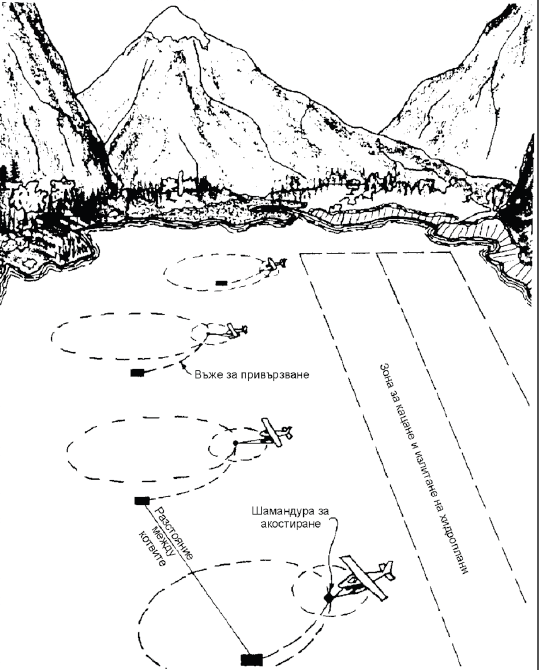 Въже за привързване
Зона за кацане и излитане на хидроплани
Шамандура за
акостиране
Разстояние
между
котвите